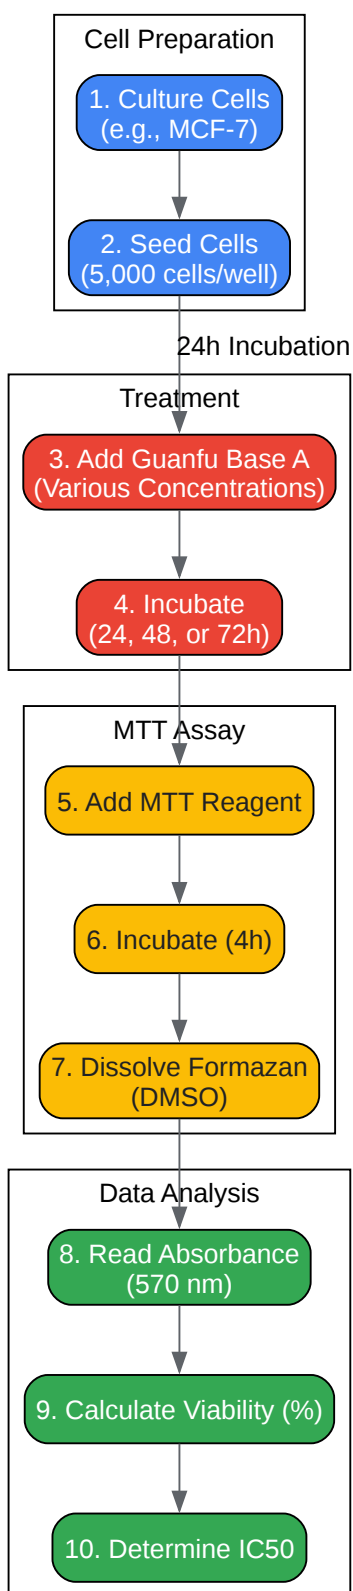 Cell Preparation
1. Culture Cells
(e.g., MCF-7)
2. Seed Cells
(5,000 cells/well)
24h Incubation
Treatment
3. Add Guanfu Base A
(Various Concentrations)
4. Incubate
(24, 48, or 72h)
MTT Assay
5. Add MTT Reagent
6. Incubate (4h)
7. Dissolve Formazan
(DMSO)
Data Analysis
8. Read Absorbance
(570 nm)
9. Calculate Viability (%)
10. Determine IC50